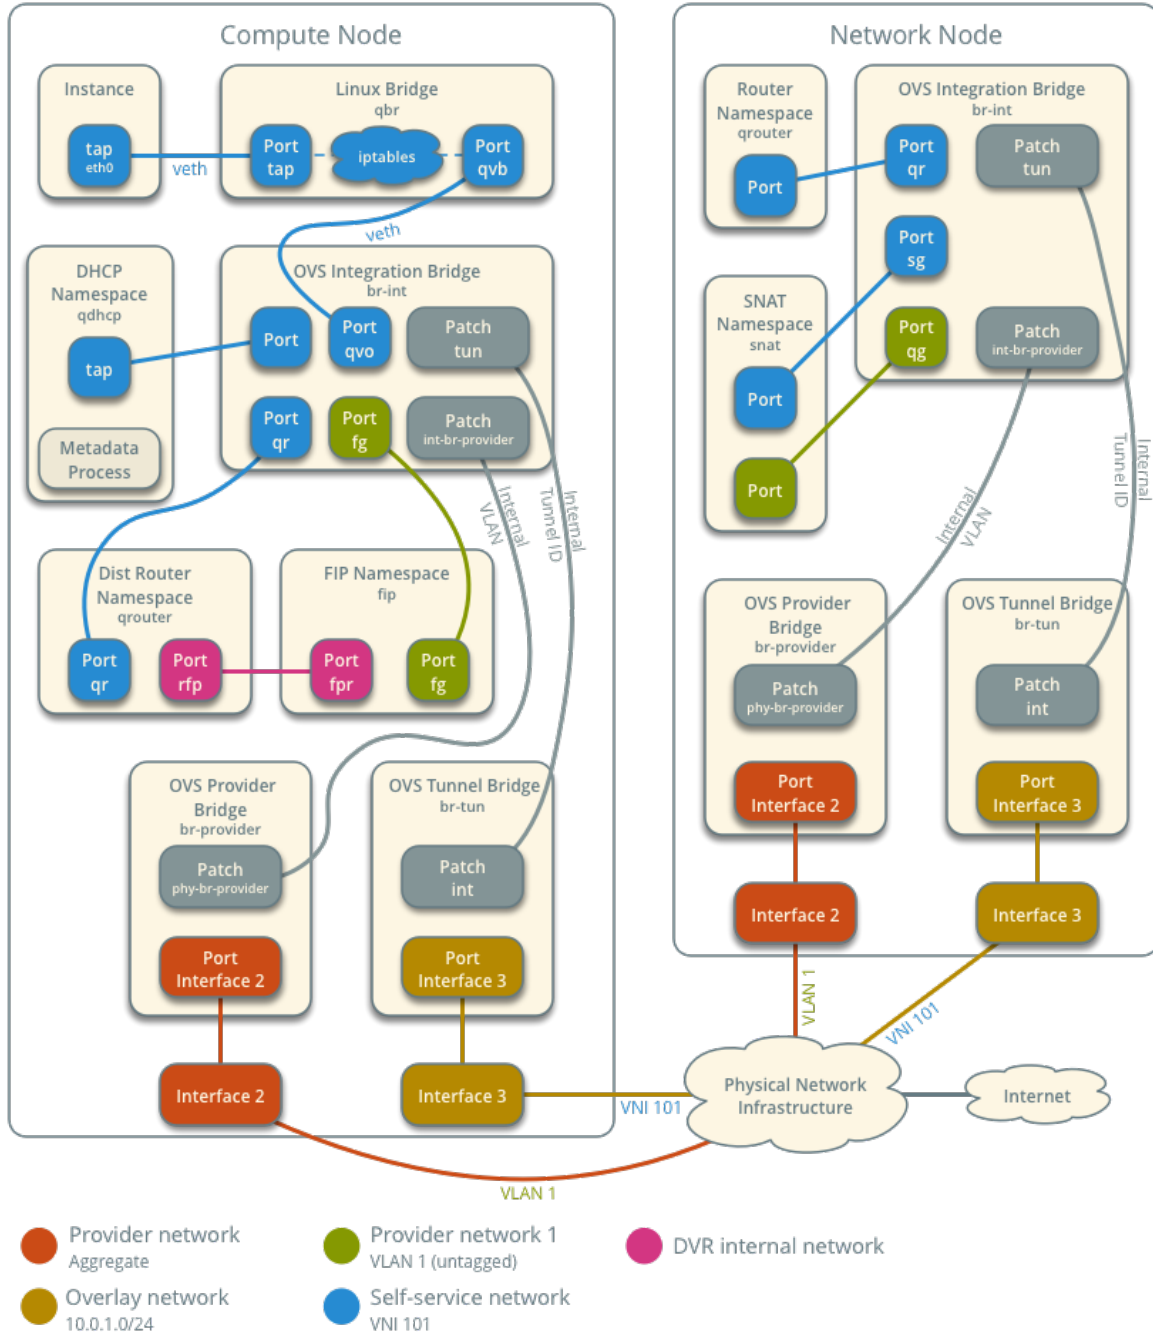 Compute Node
Instance
tap
eth0
veth
Linux Bridge
qbr
Port
tap
iptables
Port
qvb
veth
DHCP
Namespace
qdhcp
tap
Metadata
Process
OVS Integration Bridge
br-int
Port
Port
qvo
Patch
tun
Port
qr
Port
fg
Patch
int-br-provider
Internal
VLAN
Internal
Tunnel ID
Dist Router
Namespace
qrouter
Port
qr
Port
rfp
FIP Namespace
fip
Port
fpr
Port
fg
OVS Provider
Bridge
br-provider
Patch
phy-br-provider
Port
Interface 2
Interface 2
OVS Tunnel Bridge
br-tun
Patch
int
Port
Interface 3
Interface 3
Network Node
Router
Namespace
qrouter
Port
OVS Integration Bridge
br-int
Port
qr
Patch
tun
Port
sg
Port
qg
Patch
int-br-provider
SNAT
Namespace
snat
Port
Port
Internal
VLAN
Internal
Tunnel ID
OVS Provider
Bridge
br-provider
Patch
phy-br-provider
Port
Interface 2
Interface 2
OVS Tunnel Bridge
br-tun
Patch
int
Port
Interface 3
Interface 3
VLAN 1
VNI 101
VNI 101
Physical Network
Infrastructure
Internet
VLAN 1
Provider network
Aggregate
Provider network 1
VLAN 1 (untagged)
DVR internal network
Overlay network
10.0.1.0/24
Self-service network
VNI 101